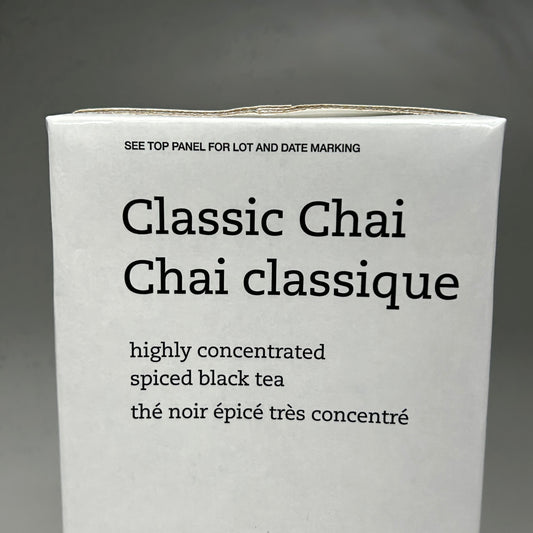 SEE TOP PANEL FOR LOT AND DATE MARKING
Classic Chai
Chai classique
highly concentrated
spiced black tea
thé noir épicé très concentré